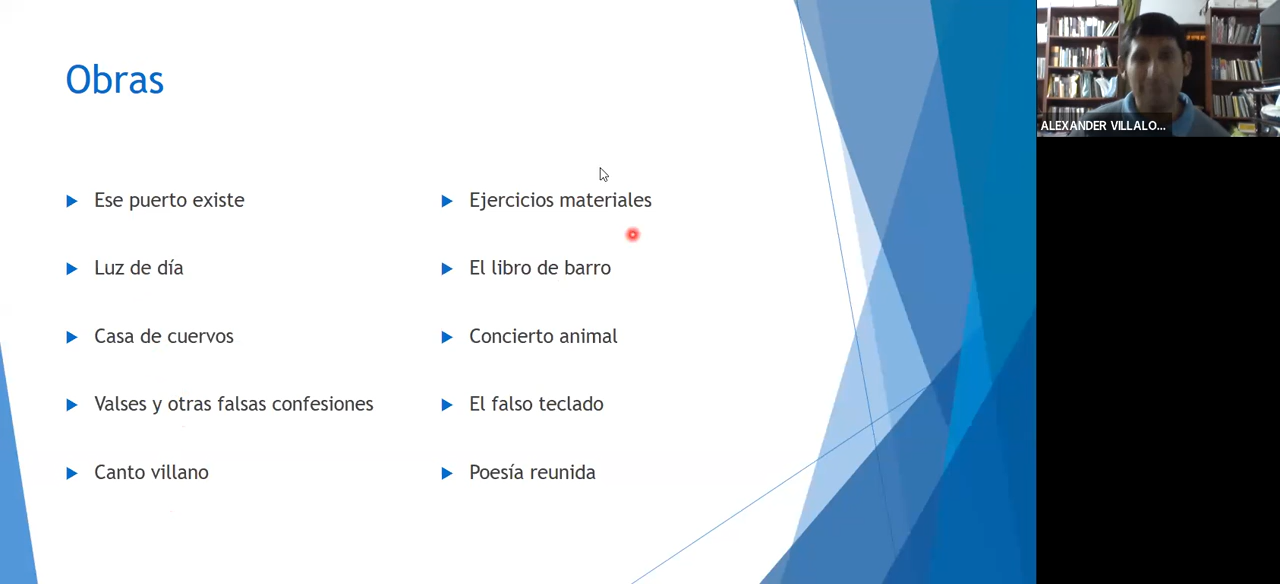 Obras
Ese puerto existe
Luz de día
Casa de cuervos
Valses y otras falsas confesiones
Canto villano
Ejercicios materiales
El libro de barro
Concierto animal
El falso teclado
Poesía reunida
ALEXANDER VILLALO...